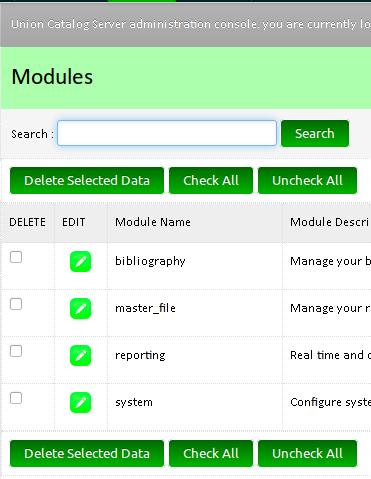 Union Catalog Server administration console. you are currently lo
Modules
Search : Search
Delete Selected Data Check All Uncheck All
DELETE EDIT Module Name Module Descri
bibliography Manage your b
master_file Manage your r
reporting Real time and
system Configure syste
Delete Selected Data Check All Uncheck All